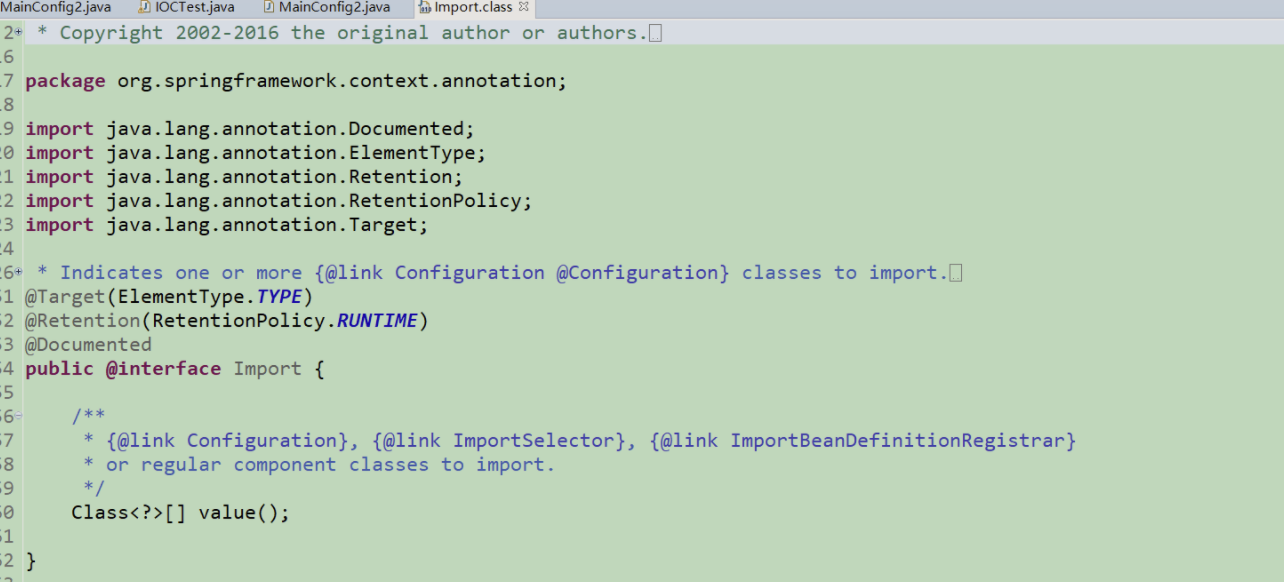 MainConfig2.java IOCTest.java MainConfig2.java Import.class
2 * Copyright 2002-2016 the original author or authors.
6
7 package org.springframework.context.annotation;
8
9 import java.lang.annotation.Documented;
0 import java.lang.annotation.ElementType;
1 import java.lang.annotation.Retention;
2 import java.lang.annotation.RetentionPolicy;
3 import java.lang.annotation.Target;
4
6 * Indicates one or more {@link Configuration @Configuration} classes to import.
1 @Target(ElementType.TYPE)
2 @Retention(RetentionPolicy.RUNTIME)
3 @Documented
4 public @interface Import {
5
6 /**
7 * {@link Configuration}, {@link ImportSelector}, {@link ImportBeanDefinitionRegistrar}
8 * or regular component classes to import.
9 */
0 Class<?>[] value();
1
2 }